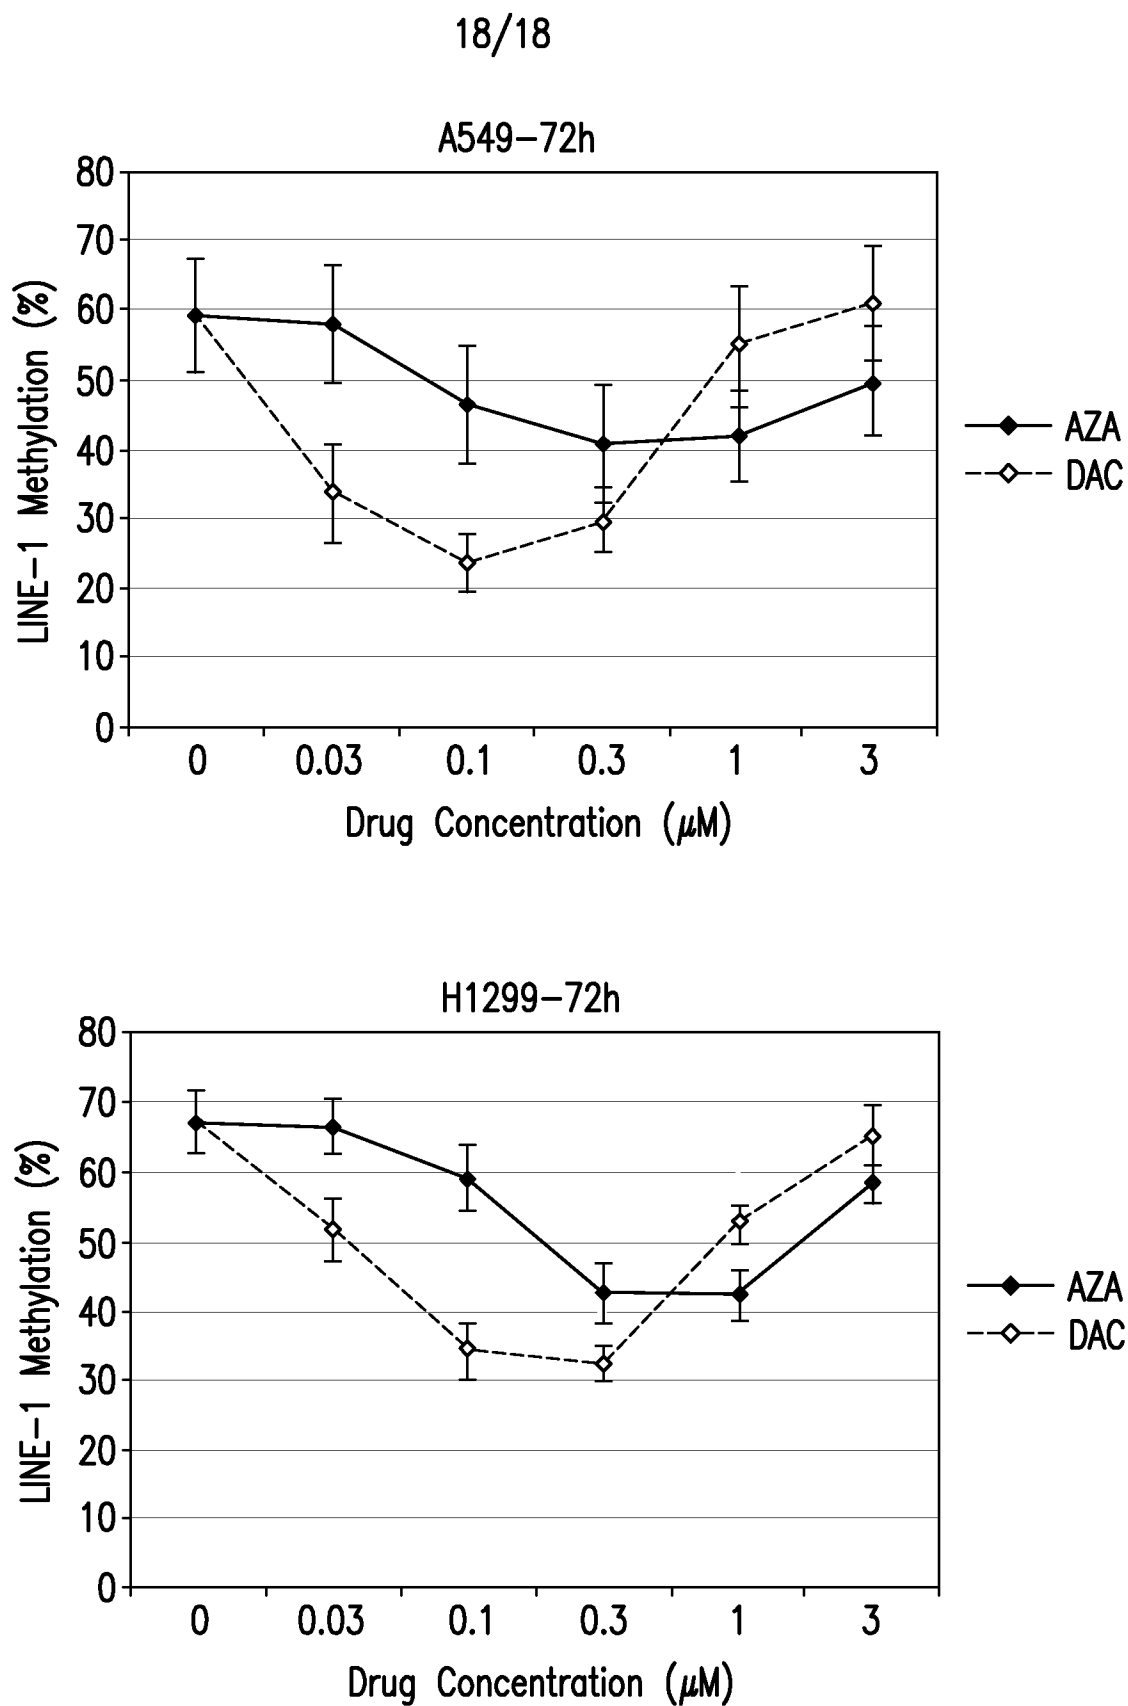 18/18
A549-72h
LINE-1 Methylation (%)
80
70
60
50
40
30
20
10
0
0 0.03 0.1 0.3 1 3
Drug Concentration (μM)
AZA
DAC
H1299-72h
LINE-1 Methylation (%)
80
70
60
50
40
30
20
10
0
0 0.03 0.1 0.3 1 3
Drug Concentration (μM)
AZA
DAC